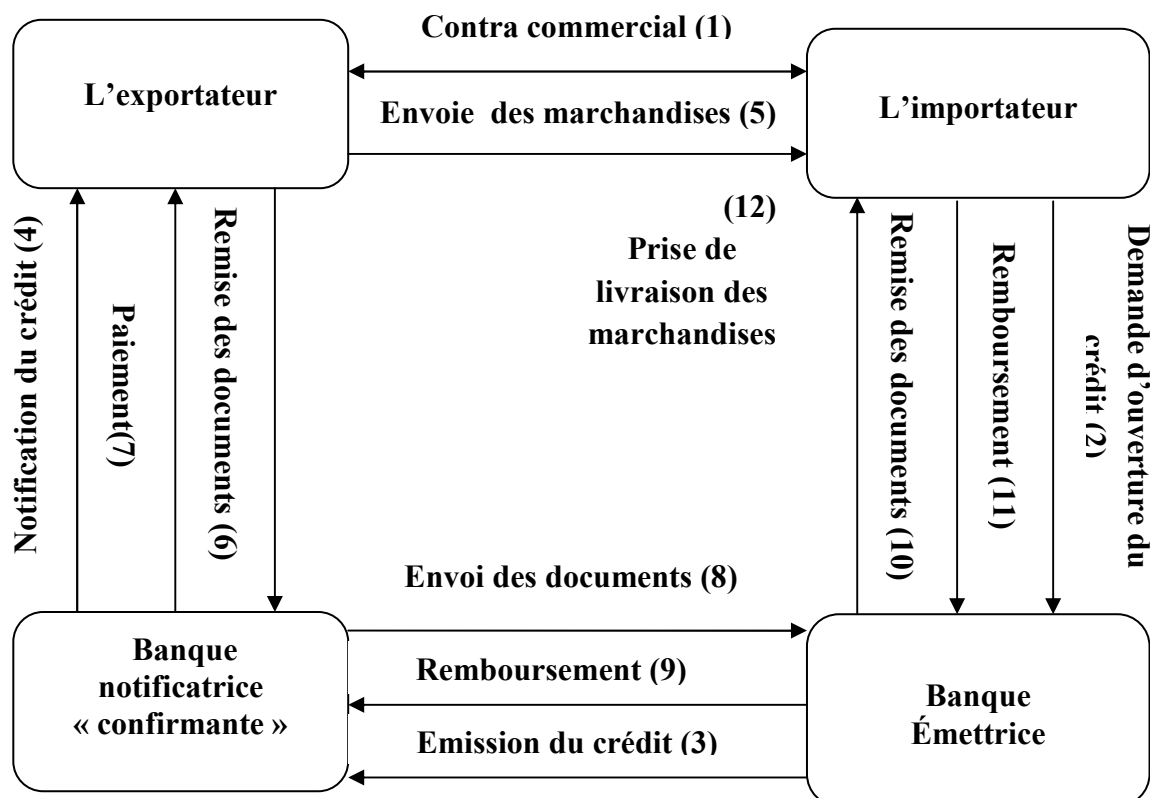 Contra commercial (1)
L’exportateur
L’importateur
Envoie des marchandises (5)
Notification du crédit (4)
Paiement(7)
Remise des
documents (6)
(12)
Prise de
livraison des
marchandises
Remise des documents (10)
Remboursement (11)
Demande d’ouverture du
crédit (2)
Envoi des documents (8)
Banque
notificatrice
« confirmante »
Remboursement (9)
Emission du crédit (3)
Banque
Émettrice